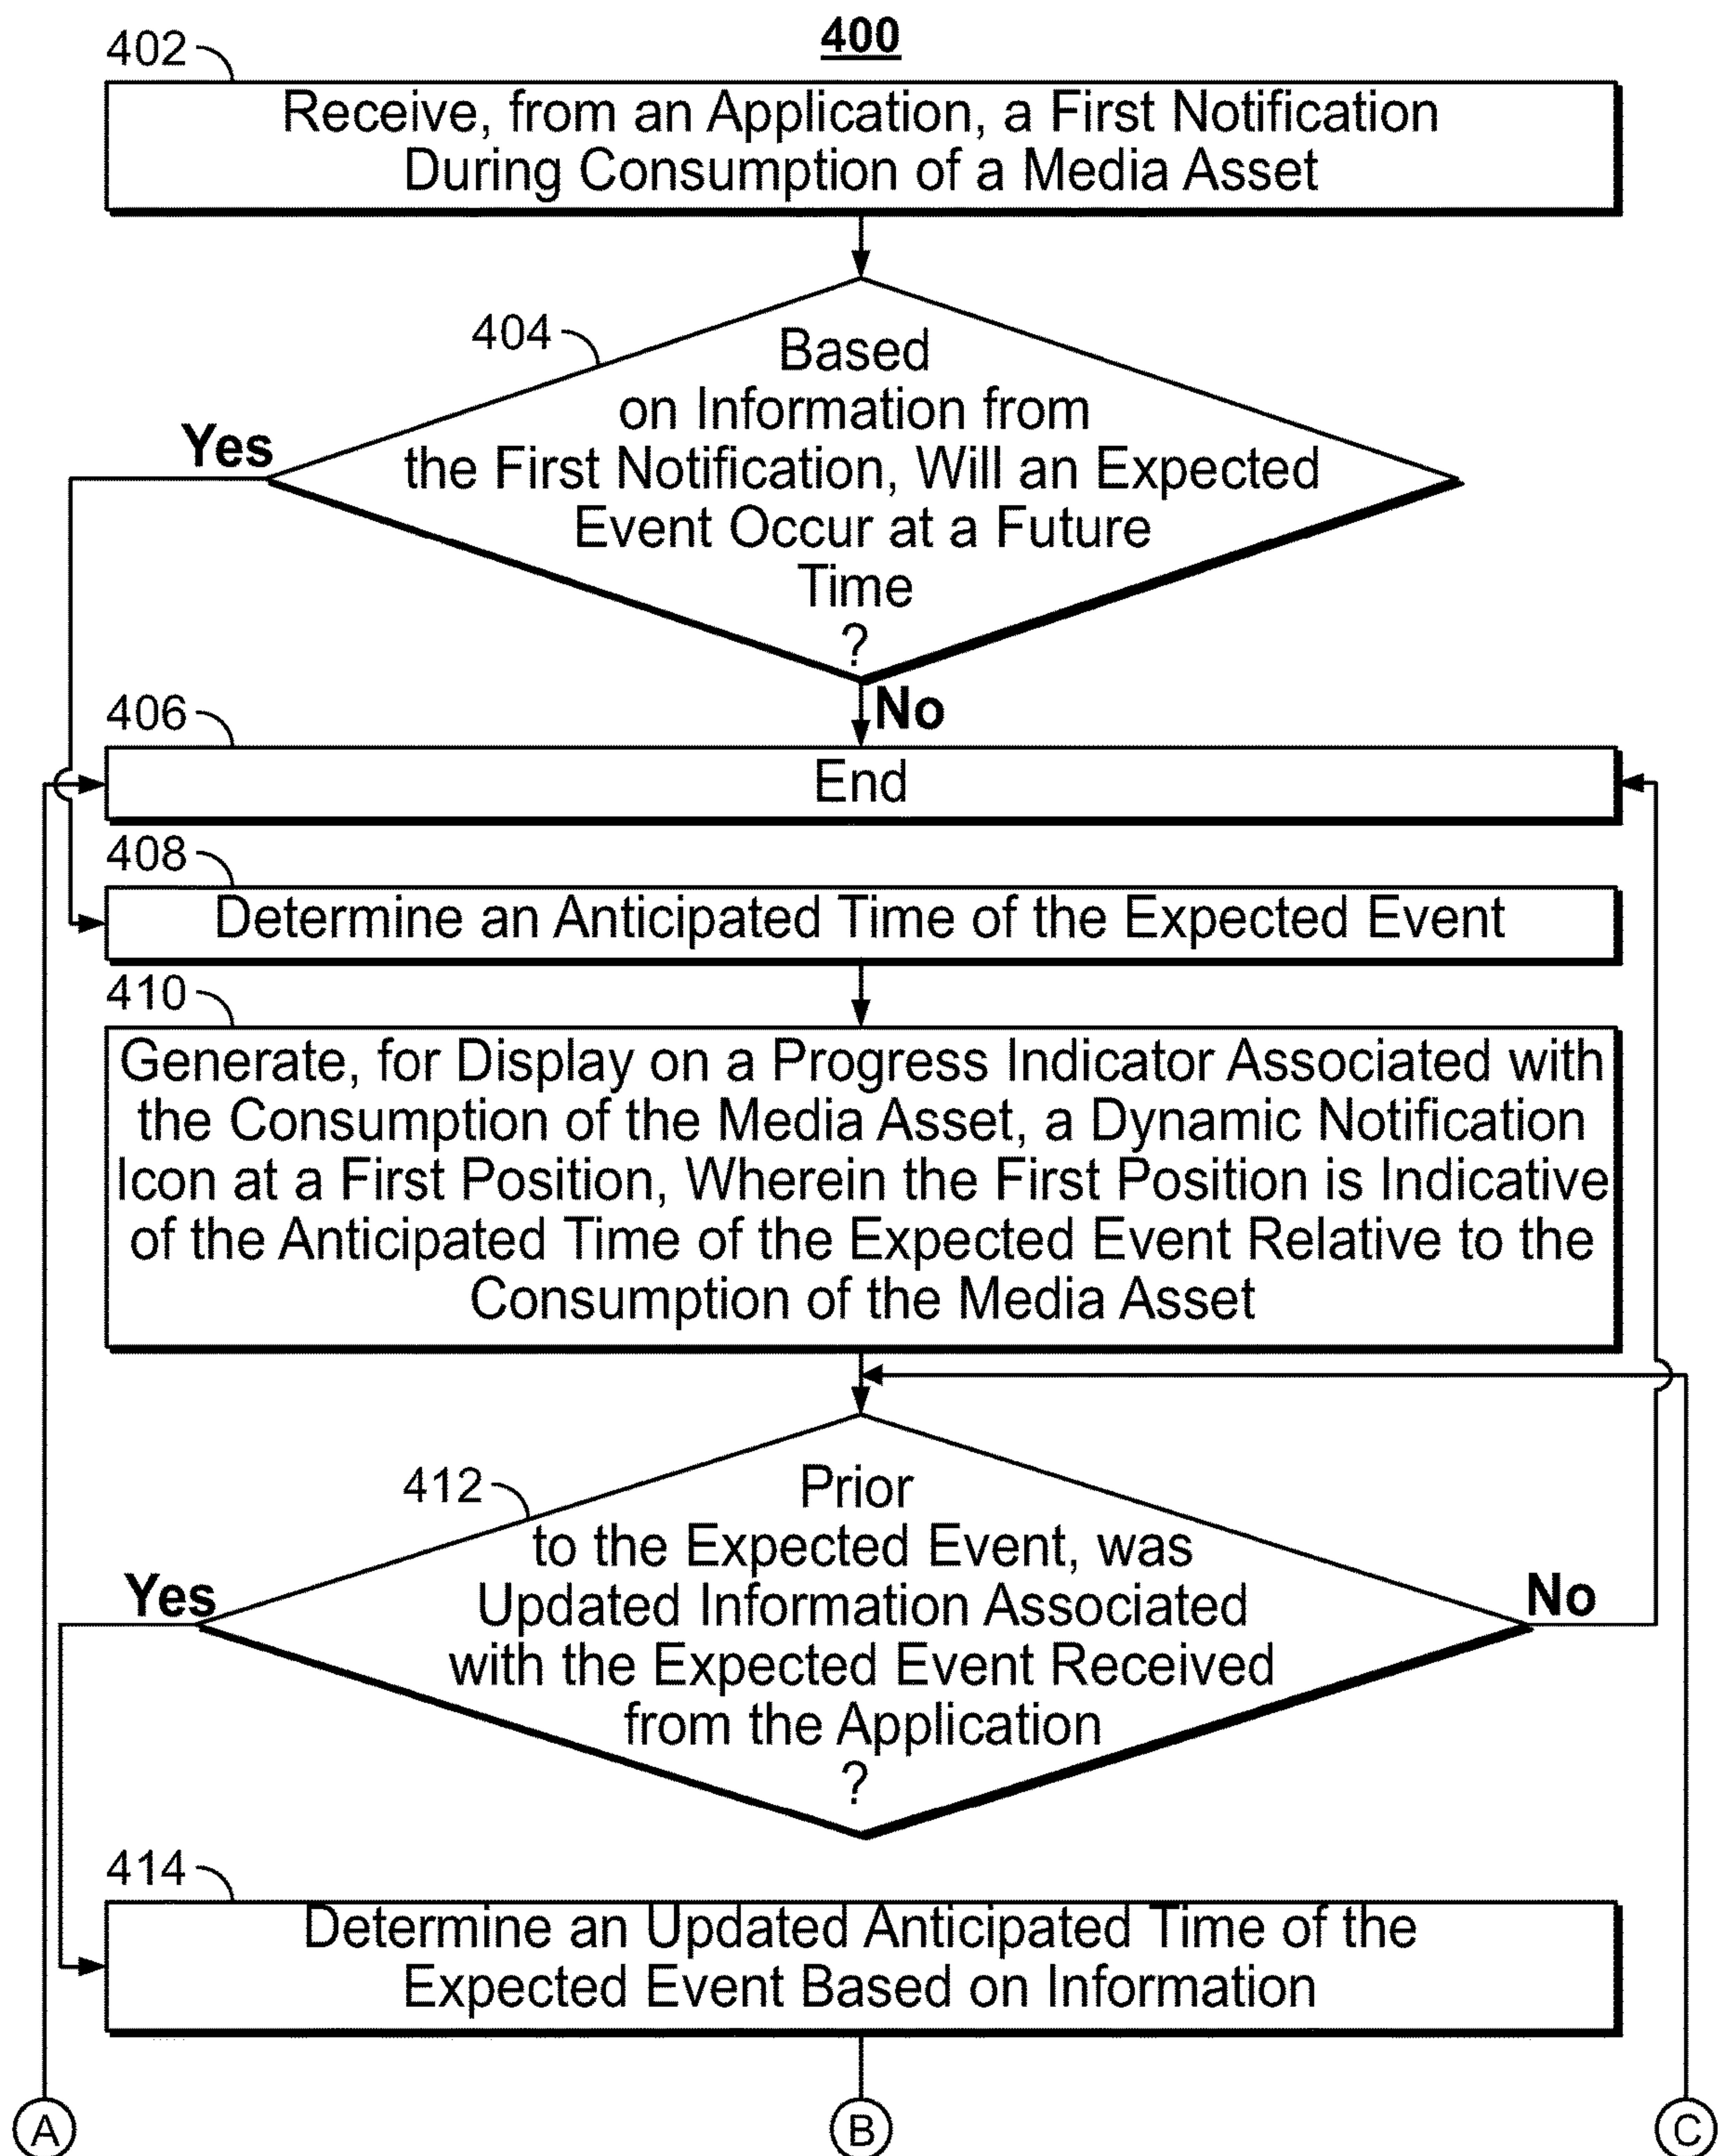 400
402
Receive, from an Application, a First Notification
During Consumption of a Media Asset
404
Based
on Information from
the First Notification, Will an Expected
Event Occur at a Future
Time
?
Yes
No
406
End
408
Determine an Anticipated Time of the Expected Event
410
Generate, for Display on a Progress Indicator Associated with
the Consumption of the Media Asset, a Dynamic Notification
Icon at a First Position, Wherein the First Position is Indicative
of the Anticipated Time of the Expected Event Relative to the
Consumption of the Media Asset
412
Prior
to the Expected Event, was
Updated Information Associated
with the Expected Event Received
from the Application
?
Yes
No
414
Determine an Updated Anticipated Time of the
Expected Event Based on Information
A
B
C